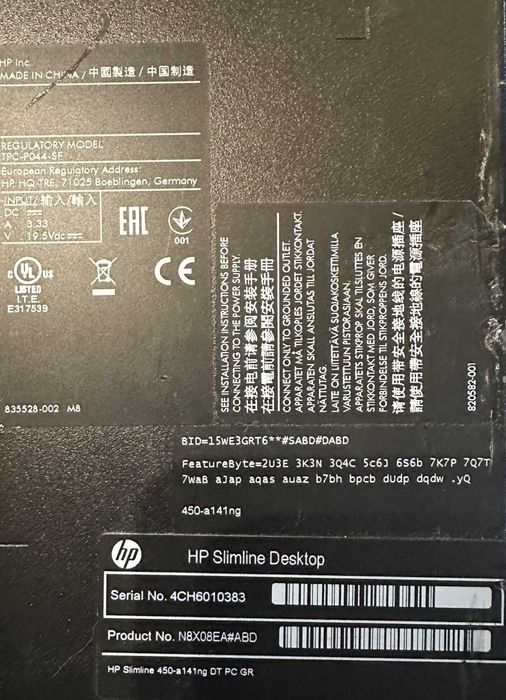 HP Inc.
MADE IN CHINA / 中國製造 / 中国制造
REGULATORY MODEL
TPC-P044-SF
European Regulatory Address:
HP, HQ-TRE, 71025 Boeblingen, Germany
INPUT/输入/輸入
DC
A 3.33
V 19.5Vdc
EAC
001
c UL us
LISTED
I.T.E.
E317539
CE
835528-002 M8
SEE INSTALLATION INSTRUCTIONS BEFORE
CONNECTING TO THE POWER SUPPLY.
在接电前请参阅安装手册
在接電前請參閱安裝手冊
CONNECT ONLY TO GROUNDED OUTLET.
APPARATET MÅ TILKOPLES JORDET STIKKONTAKT.
APPARATEN SKALL ANSLUTAS TILL JORDAT
NÄTUTTAG.
LAITE ON LIITETTÄVÄ SUOJAKOSKETTIMILLA
VARUSTETTUUN PISTORASIAAN.
APPARATETS STIKPROP SKAL TILSLUTTES EN
STIKKONTAKT MED JORD, SOM GIVER
FORBINDELSE TIL STIKPROPPENS JORD.
请使用带安全接地线的电源插座 /
請使用帶安全接地線的電源插座
820582-001
BID=15WE3GRT6**#SABD#DABD
FeatureByte=2U3E 3K3N 3Q4C 5c6J 6S6b 7K7P 7Q7T
7WaB aJap aqas auaz b7bh bpcb dUdp dqdw .yQ
450-a141ng
hp
HP Slimline Desktop
Serial No. 4CH6010383
Product No. N8X08EA#ABD
HP Slimline 450-a141ng DT PC GR